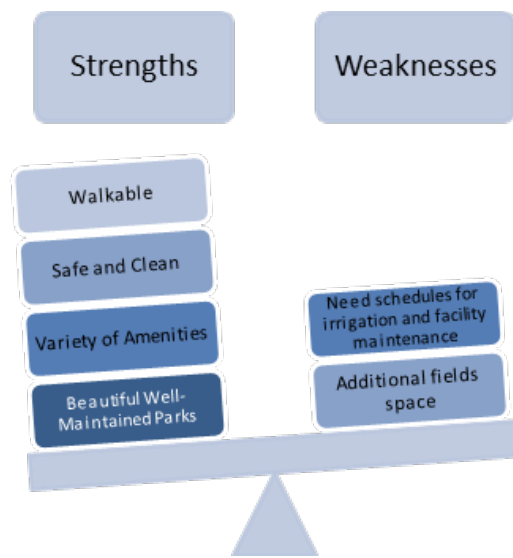 Strengths
Weaknesses
Walkable
Safe and Clean
Variety of Amenities
Beautiful Well-
Maintained Parks
Need schedules for
irrigation and facility
maintenance
Additional fields
space